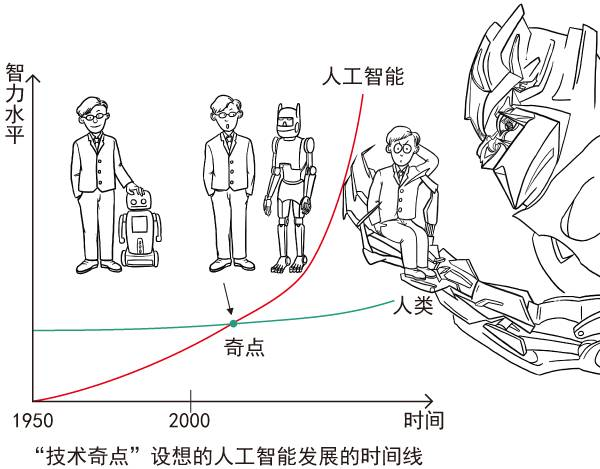 智力水平
人工智能
人类
奇点
1950
2000
时间
“技术奇点”设想的人工智能发展的时间线